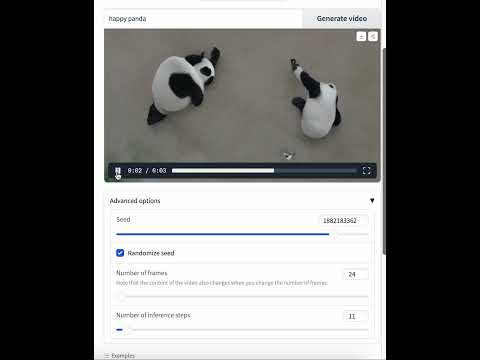 happy panda
Generate video
0:02 / 0:03
Advanced options
Seed
1882183362
Randomize seed
Number of frames
24
Note that the content of the video also changes when you change the number of frames.
Number of inference steps
11
Examples